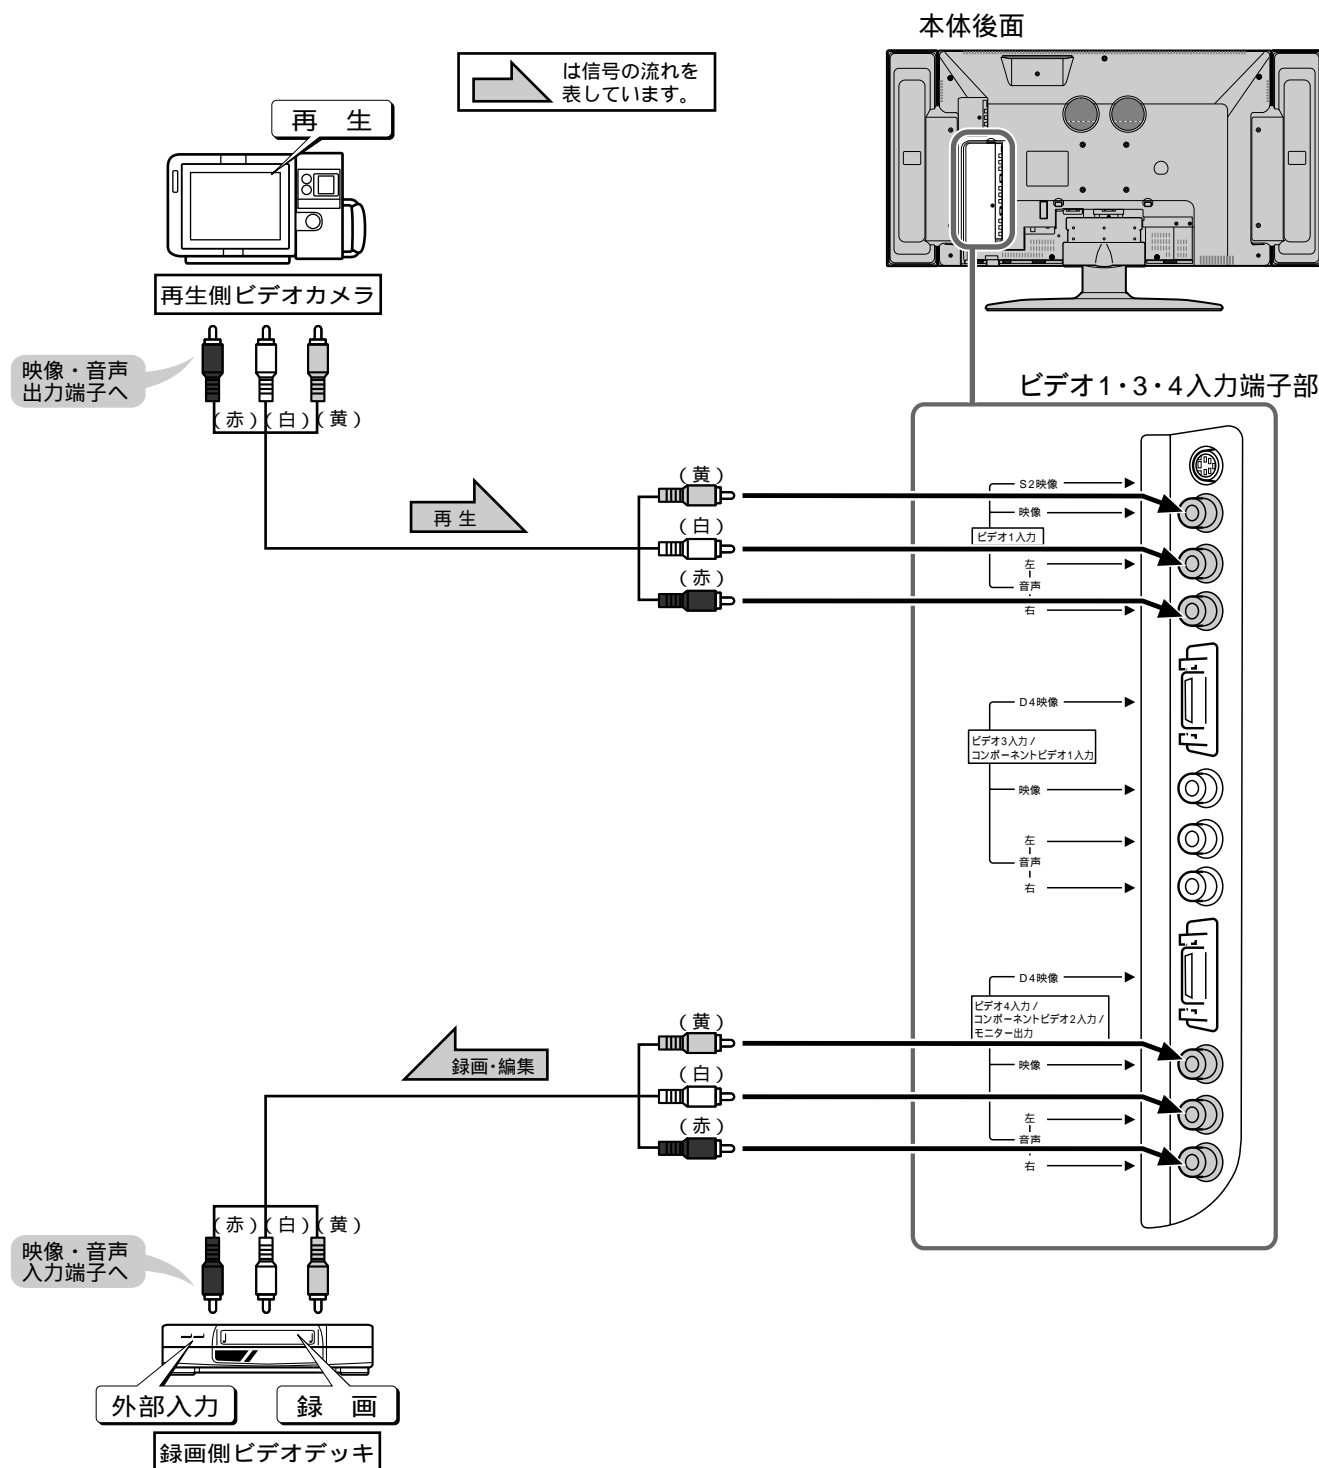 本体後面
は信号の流れを
表しています。
再 生
再生側ビデオカメラ
映像・音声
出力端子へ
(赤)(白)(黄)
ビデオ1・3・4入力端子部
再 生
(黄)
(白)
(赤)
S2映像
映像
ビデオ1入力
左
音声
右
D4映像
ビデオ3入力 /
コンポーネントビデオ1入力
映像
左
音声
右
D4映像
ビデオ4入力 /
コンポーネントビデオ2入力 /
モニター出力
映像
左
音声
右
録画・編集
(黄)
(白)
(赤)
(赤)(白)(黄)
映像・音声
入力端子へ
外部入力
録 画
録画側ビデオデッキ